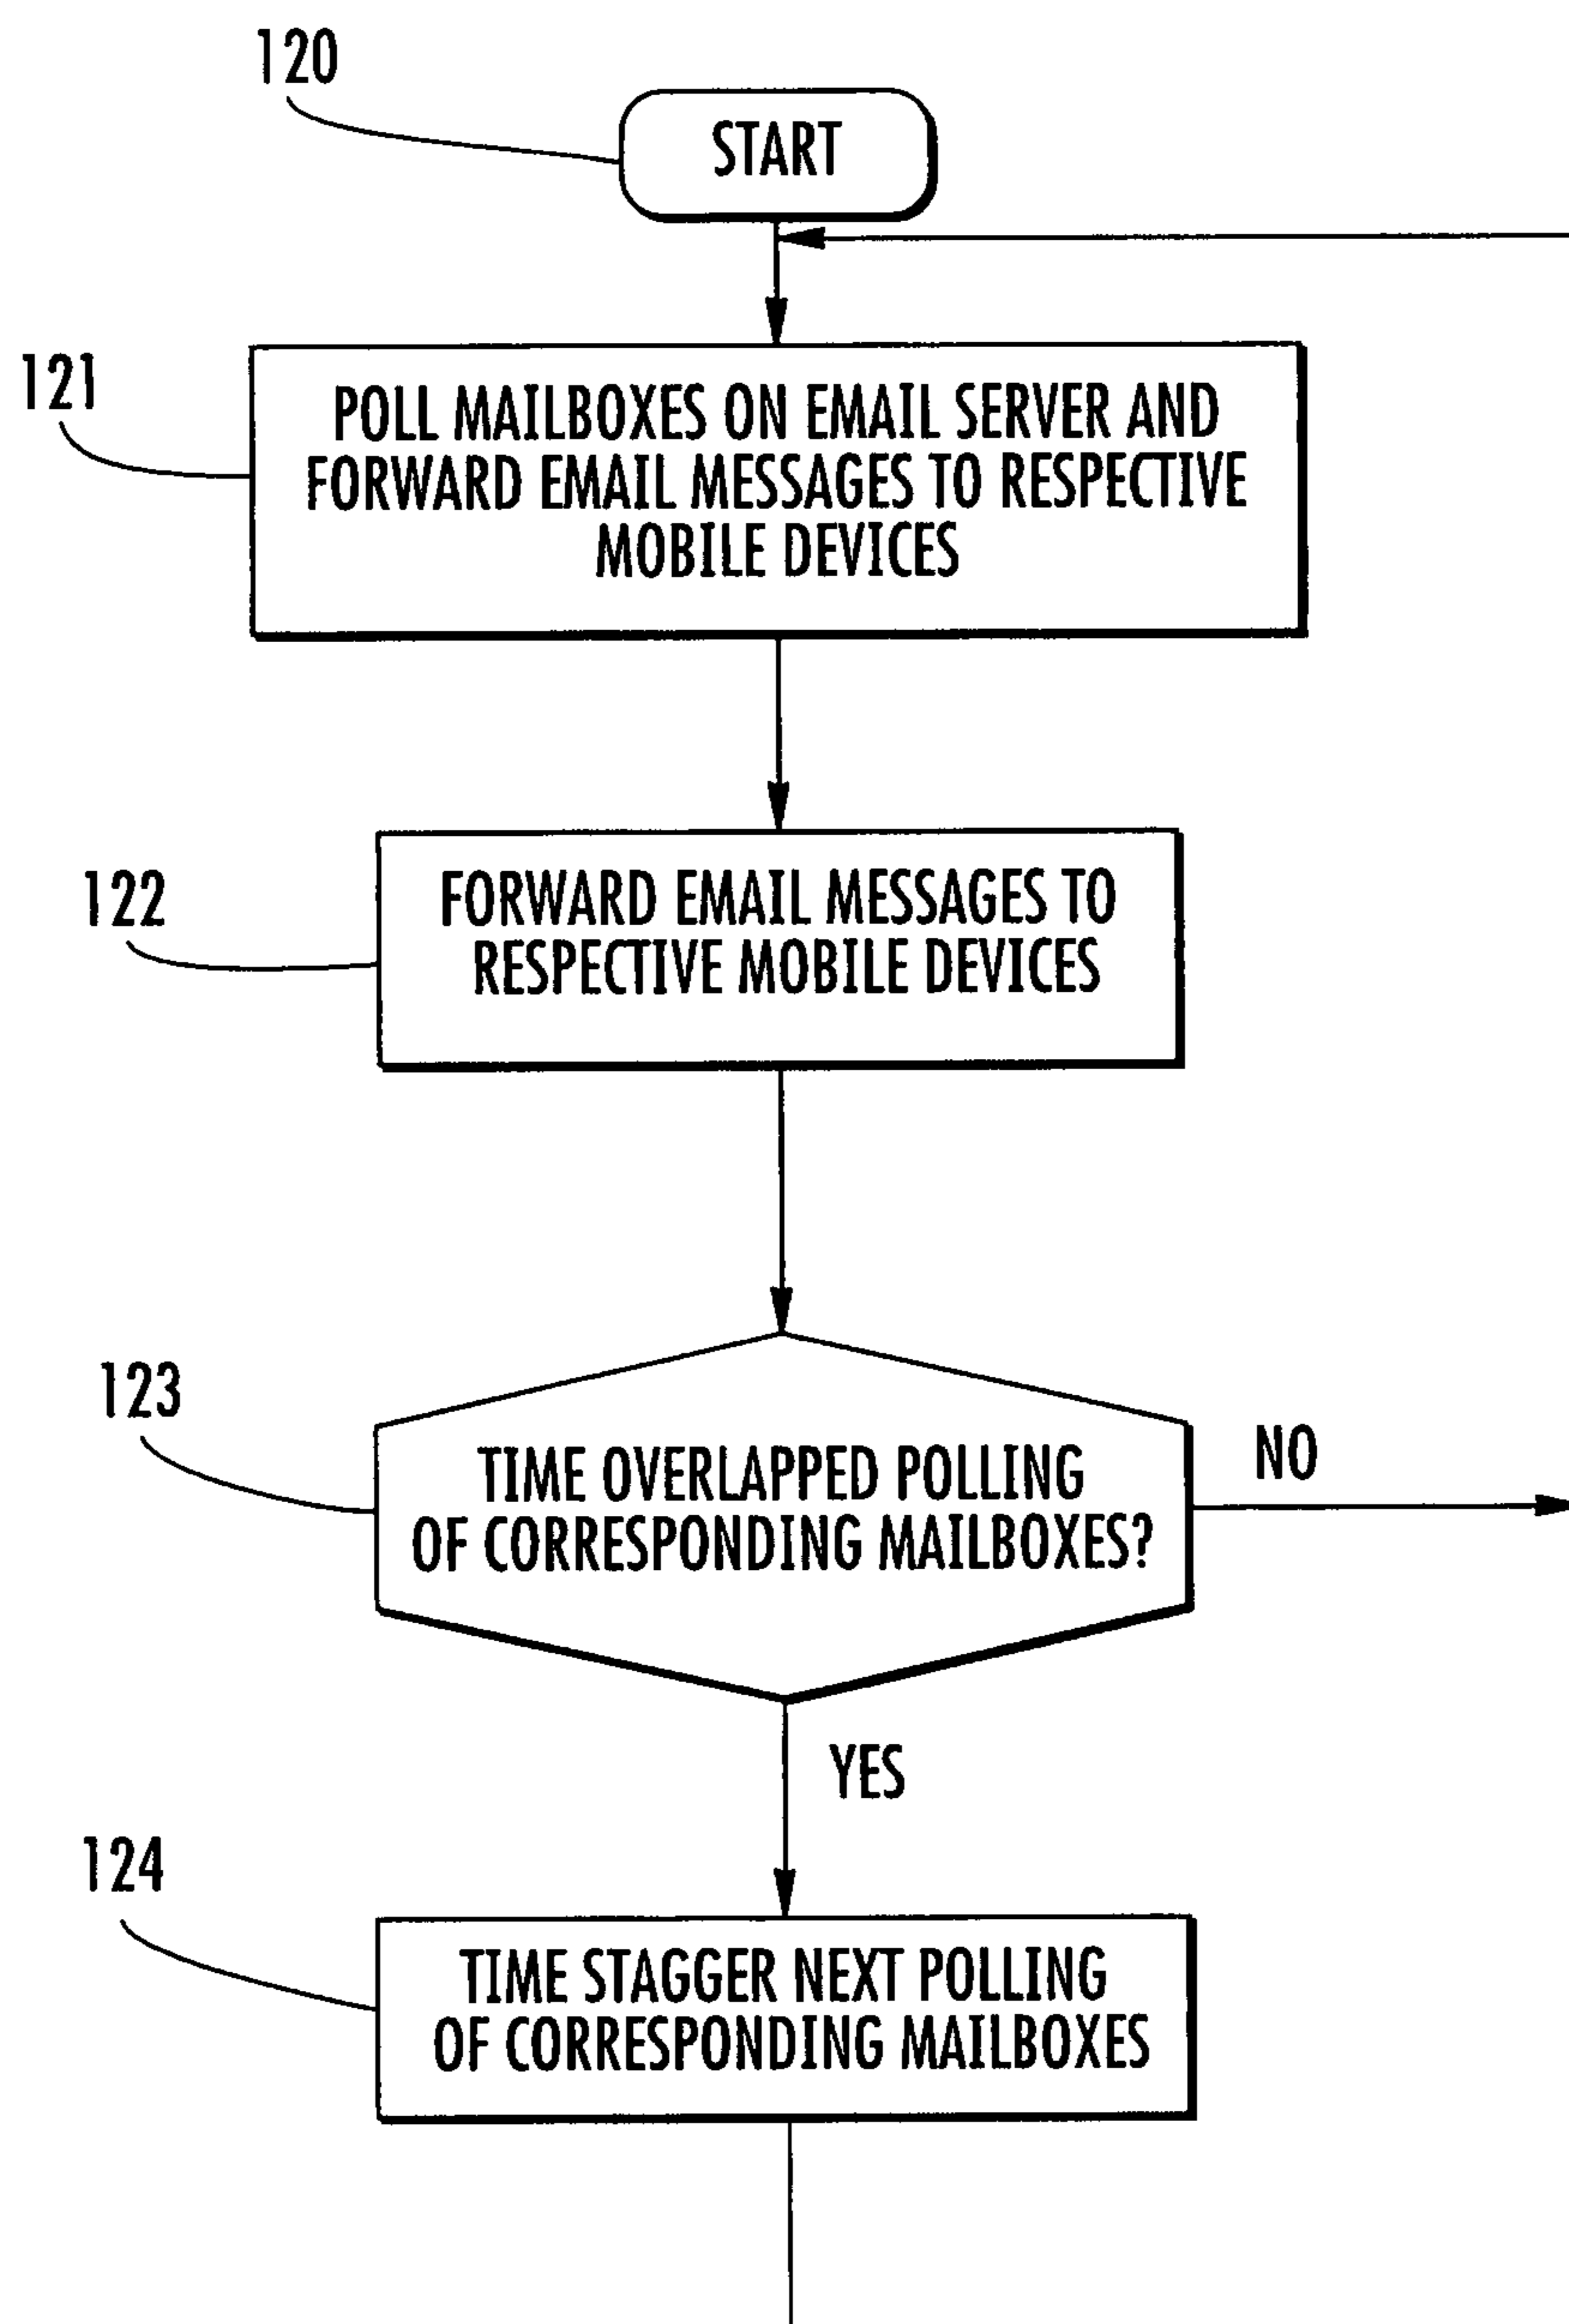 120
START
121
POLL MAILBOXES ON EMAIL SERVER AND
FORWARD EMAIL MESSAGES TO RESPECTIVE
MOBILE DEVICES
122
FORWARD EMAIL MESSAGES TO
RESPECTIVE MOBILE DEVICES
123
TIME OVERLAPPED POLLING
OF CORRESPONDING MAILBOXES?
NO
YES
124
TIME STAGGER NEXT POLLING
OF CORRESPONDING MAILBOXES